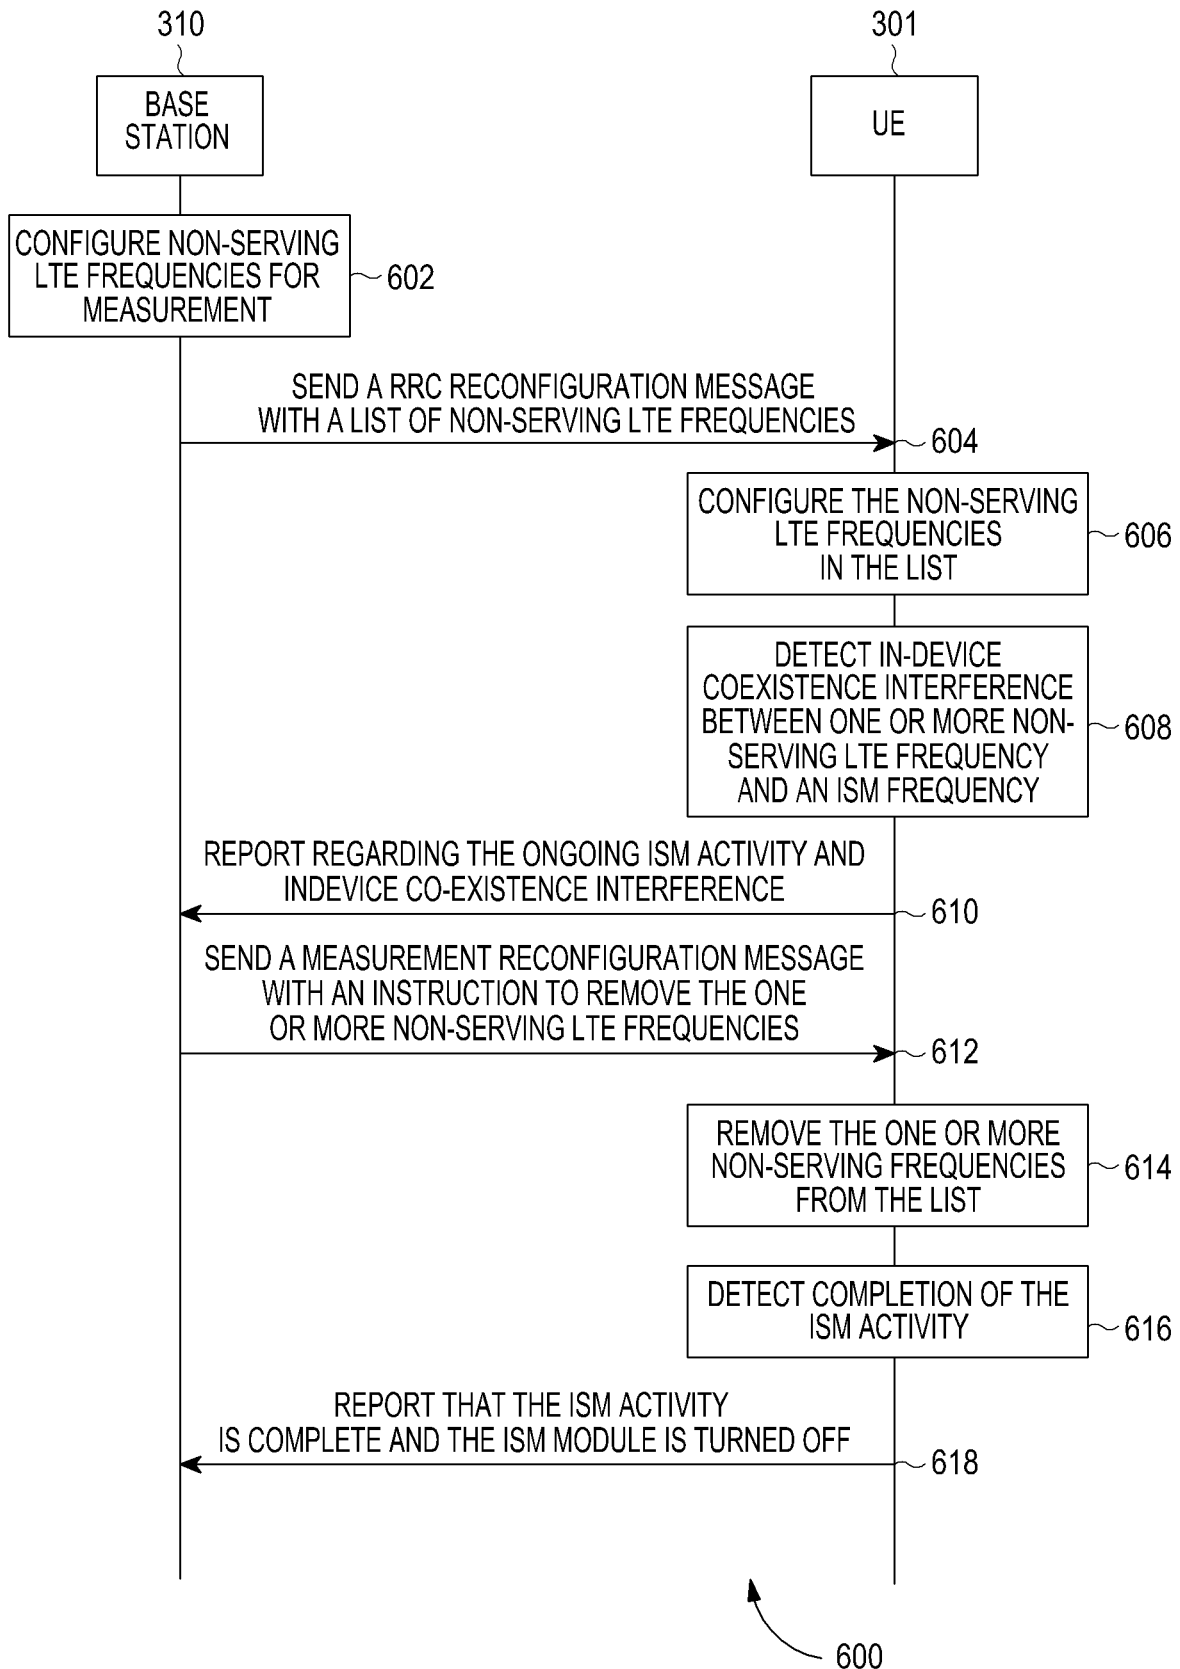 310
301
BASE
STATION
UE
CONFIGURE NON-SERVING
LTE FREQUENCIES FOR
MEASUREMENT
602
SEND A RRC RECONFIGURATION MESSAGE
WITH A LIST OF NON-SERVING LTE FREQUENCIES
604
CONFIGURE THE NON-SERVING
LTE FREQUENCIES
IN THE LIST
606
DETECT IN-DEVICE
COEXISTENCE INTERFERENCE
BETWEEN ONE OR MORE NON-
SERVING LTE FREQUENCY
AND AN ISM FREQUENCY
608
REPORT REGARDING THE ONGOING ISM ACTIVITY AND
INDEVICE CO-EXISTENCE INTERFERENCE
610
SEND A MEASUREMENT RECONFIGURATION MESSAGE
WITH AN INSTRUCTION TO REMOVE THE ONE
OR MORE NON-SERVING LTE FREQUENCIES
612
REMOVE THE ONE OR MORE
NON-SERVING FREQUENCIES
FROM THE LIST
614
DETECT COMPLETION OF THE
ISM ACTIVITY
616
REPORT THAT THE ISM ACTIVITY
IS COMPLETE AND THE ISM MODULE IS TURNED OFF
618
600